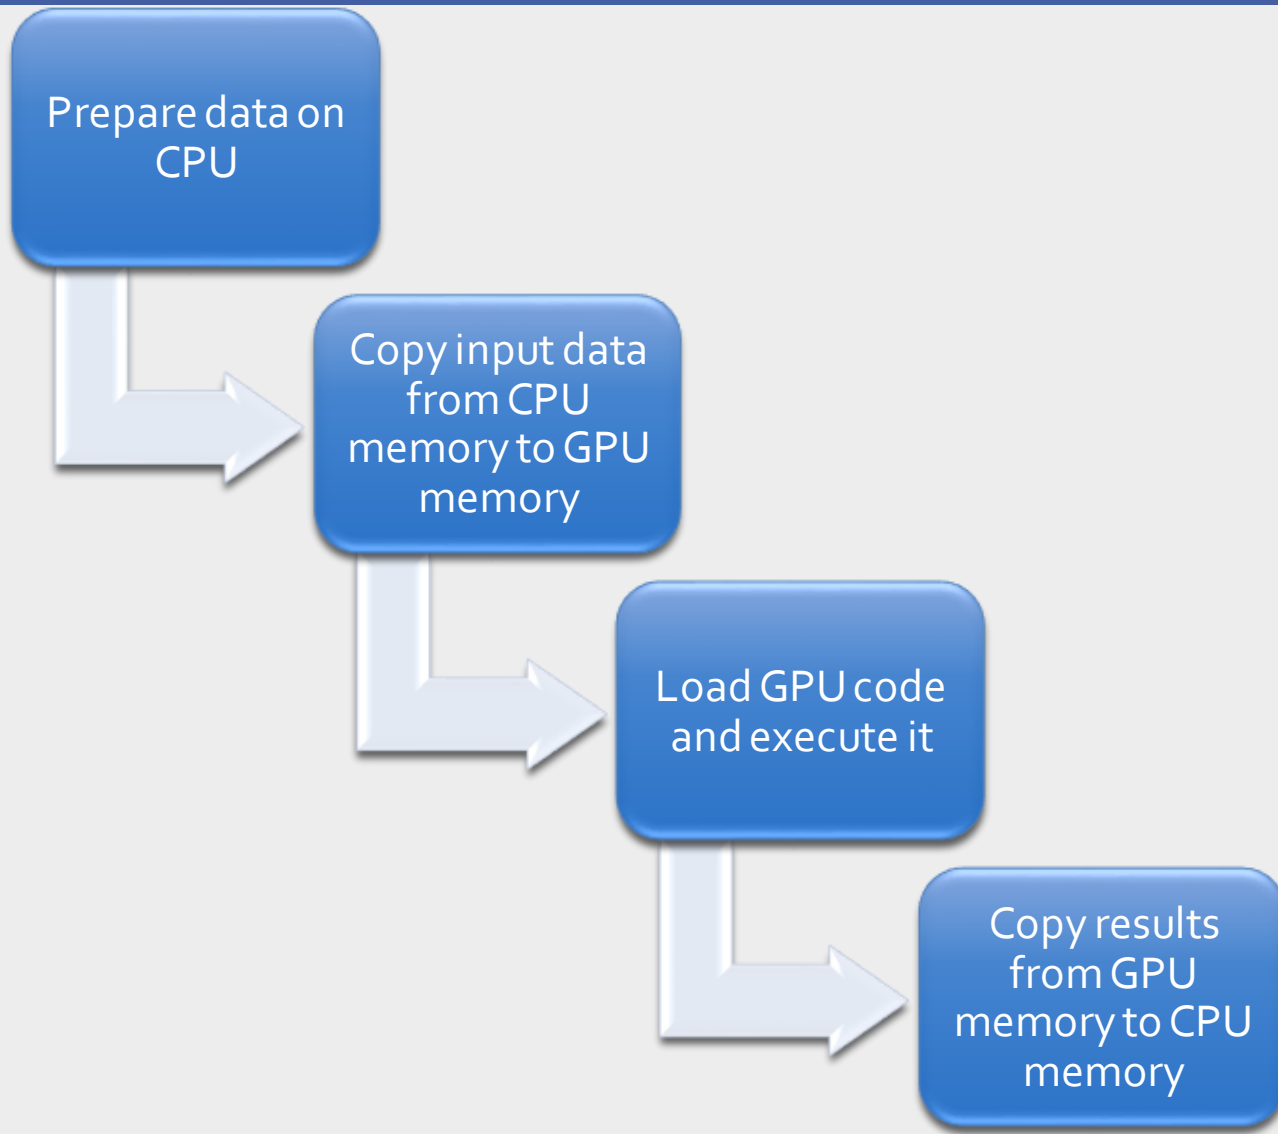 Prepare data on
CPU
Copy input data
from CPU
memory to GPU
memory
Load GPU code
and execute it
Copy results
from GPU
memory to CPU
memory